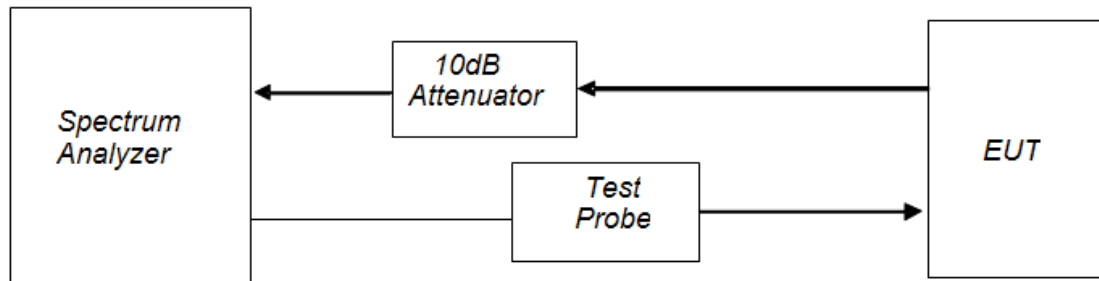 Spectrum
Analyzer
10dB
Attenuator
Test
Probe
EUT